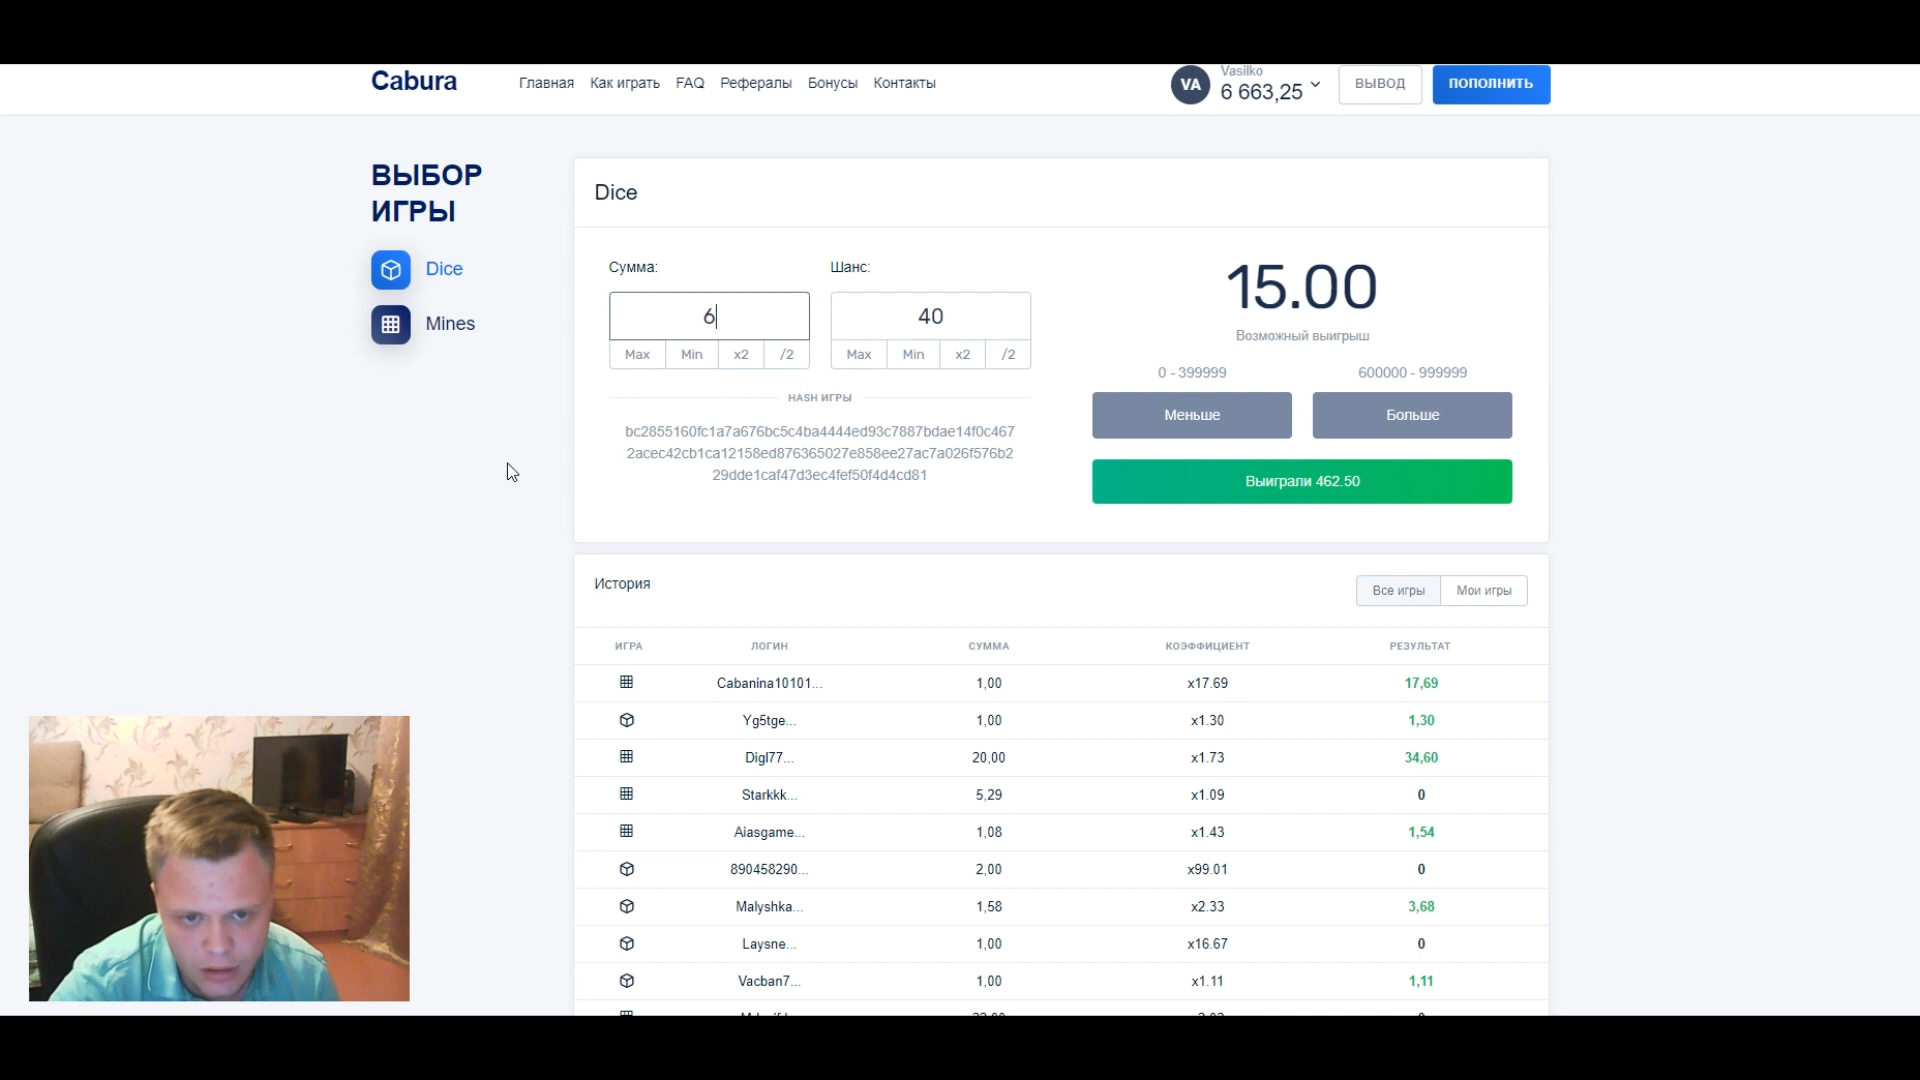 Cabura
Главная Как играть FAQ Рефералы Бонусы Контакты
VA
Vasilko
6 663,25
ВЫВОД
ПОПОЛНИТЬ
ВЫБОР
ИГРЫ
Dice
Mines
Dice
Сумма:
Шанс:
6
40
Max Min x2 /2
Max Min x2 /2
HASH ИГРЫ
bc2855160fc1a7a676bc5c4ba4444ed93c7887bdae14f0c467
2acec42cb1ca12158ed876365027e858ee27ac7a026f576b2
29dde1caf47d3ec4fef50f4d4cd81
15.00
Возможный выигрыш
0 - 399999
600000 - 999999
Меньше
Больше
Выиграли 462.50
История
Все игры Мои игры
ИГРА ЛОГИН СУММА КОЭФФИЦИЕНТ РЕЗУЛЬТАТ
Cabanina10101... 1,00 x17.69 17,69
Yg5tge... 1,00 x1.30 1,30
Digl77... 20,00 x1.73 34,60
Starkkk... 5,29 x1.09 0
Aiasgame... 1,08 x1.43 1,54
890458290... 2,00 x99.01 0
Malyshka... 1,58 x2.33 3,68
Laysne... 1,00 x16.67 0
Vacban7... 1,00 x1.11 1,11